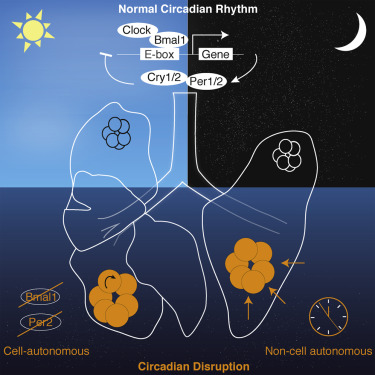 Normal Circadian Rhythm
Clock
Bmal1
E-box
Gene
Cry1/2
Per1/2
Bmal1
Per2
Cell-autonomous
Non-cell autonomous
Circadian Disruption